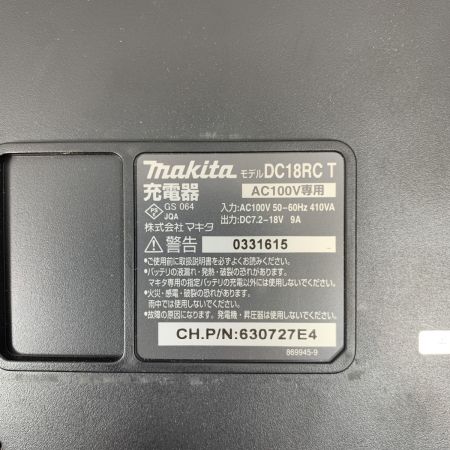 makita モデル DC18RC T
充電器 AC100V専用
PS E GS 064 JQA
入力:AC100V 50-60Hz 410VA
出力:DC7.2-18V 9A
株式会社マキタ
⚠警告 0331615
•ご使用前に取扱説明書を必ずよくお読みください。
•バッテリの液漏れ・発熱・破裂の恐れがあります。
マキタ専用の指定バッテリの充電以外には使用しないでください。
•火災・感電・破裂の恐れがあります。
雨中では使用しないでください。
•故障の原因になります。発電機・昇圧器は使用しないでください。
CH.P/N:630727E4
869945-9